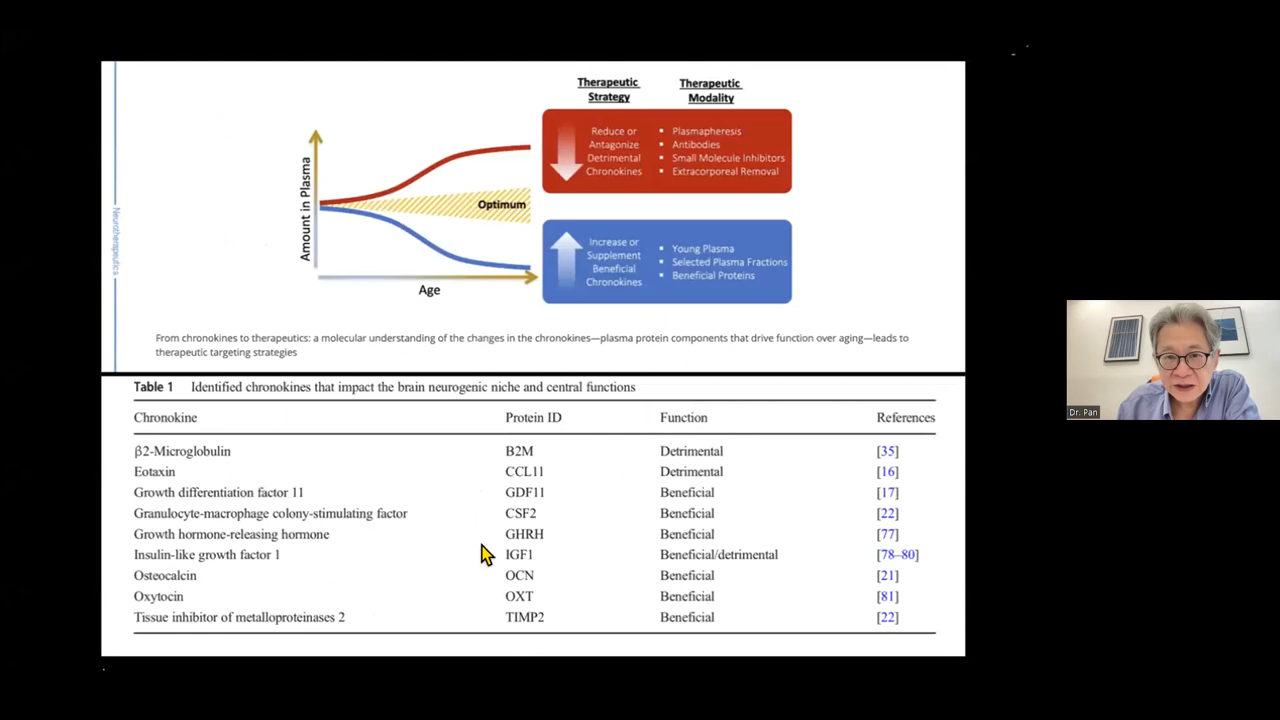 Neurotherapeutics
Therapeutic Strategy
Therapeutic Modality
Amount in Plasma
Age
Optimum
Reduce or
Antagonize
Detrimental
Chronokines
▪ Plasmapheresis
▪ Antibodies
▪ Small Molecule Inhibitors
▪ Extracorporeal Removal
Increase or
Supplement
Beneficial
Chronokines
▪ Young Plasma
▪ Selected Plasma Fractions
▪ Beneficial Proteins
From chronokines to therapeutics: a molecular understanding of the changes in the chronokines—plasma protein components that drive function over aging—leads to
therapeutic targeting strategies
Table 1 Identified chronokines that impact the brain neurogenic niche and central functions
Chronokine Protein ID Function References
β2-Microglobulin B2M Detrimental [35]
Eotaxin CCL11 Detrimental [16]
Growth differentiation factor 11 GDF11 Beneficial [17]
Granulocyte-macrophage colony-stimulating factor CSF2 Beneficial [22]
Growth hormone-releasing hormone GHRH Beneficial [77]
Insulin-like growth factor 1 IGF1 Beneficial/detrimental [78–80]
Osteocalcin OCN Beneficial [21]
Oxytocin OXT Beneficial [81]
Tissue inhibitor of metalloproteinases 2 TIMP2 Beneficial [22]
Dr. Pan